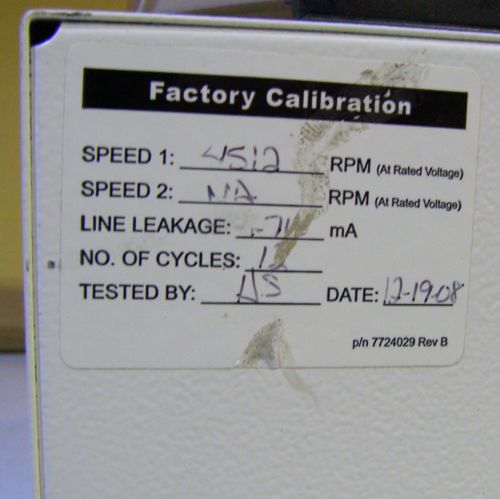 Factory Calibration
SPEED 1: 4512 RPM (At Rated Voltage)
SPEED 2: NA RPM (At Rated Voltage)
LINE LEAKAGE: mA
NO. OF CYCLES: 12
TESTED BY: DATE: 12-19-08
p/n 7724029 Rev B